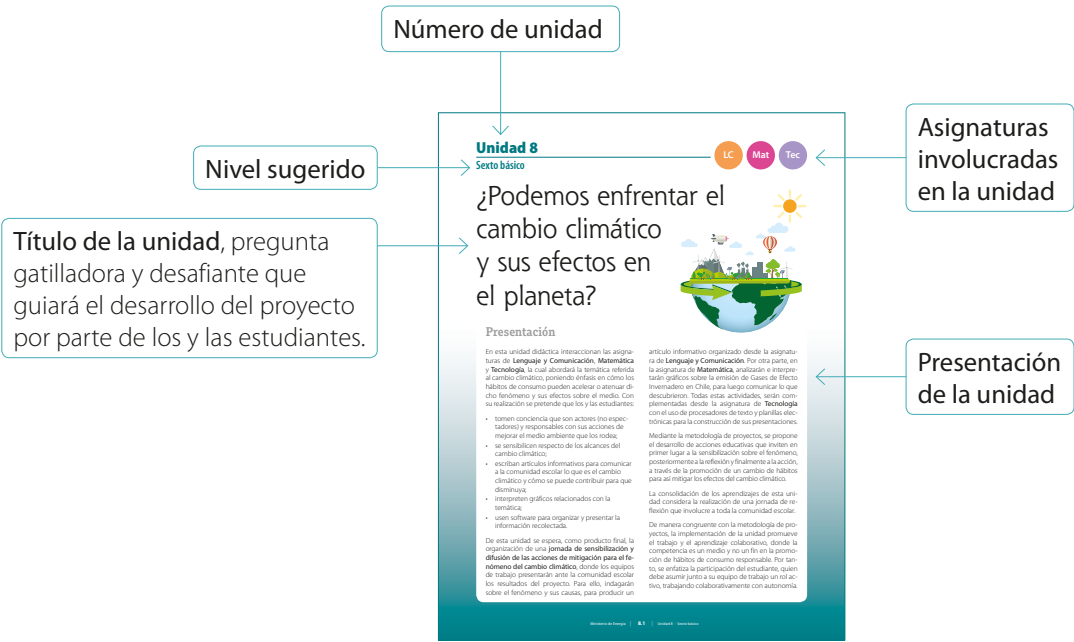 Número de unidad
Nivel sugerido
Título de la unidad, pregunta
gatilladora y desafiante que
guiará el desarrollo del proyecto
por parte de los y las estudiantes.
Asignaturas
involucradas
en la unidad
Presentación
de la unidad
Unidad 8
Sexto básico
LC Mat Tec
¿Podemos enfrentar el
cambio climático
y sus efectos en
el planeta?
Presentación
En esta unidad didáctica interaccionan las asigna-
turas de Lenguaje y Comunicación, Matemática
y Tecnología, la cual abordará la temática referida
al cambio climático, poniendo énfasis en cómo los
hábitos de consumo pueden acelerar o atenuar di-
cho fenómeno y sus efectos sobre el medio. Con
su realización se pretende que los y las estudiantes:
• tomen conciencia que son actores (no espec-
tadores) y responsables con sus acciones de
mejorar el medio ambiente que los rodea;
• se sensibilicen respecto de los alcances del
cambio climático;
• escriban artículos informativos para comunicar
a la comunidad escolar lo que es el cambio
climático y cómo se puede contribuir para que
disminuya;
• interpreten gráficos relacionados con la
temática;
• usen software para organizar y presentar la
información recolectada.
De esta unidad se espera, como producto final, la
organización de una jornada de sensibilización y
difusión de las acciones de mitigación para el fe-
nómeno del cambio climático, donde los equipos
de trabajo presentarán ante la comunidad escolar
los resultados del proyecto. Para ello, indagarán
sobre el fenómeno y sus causas, para producir un
artículo informativo organizado desde la asignatu-
ra de Lenguaje y Comunicación. Por otra parte, en
la asignatura de Matemática, analizarán e interpre-
tarán gráficos sobre la emisión de Gases de Efecto
Invernadero en Chile, para luego comunicar lo que
descubrieron. Todas estas actividades, serán com-
plementadas desde la asignatura de Tecnología
con el uso de procesadores de texto y planillas elec-
trónicas para la construcción de sus presentaciones.
Mediante la metodología de proyectos, se propone
el desarrollo de acciones educativas que inviten en
primer lugar a la sensibilización sobre el fenómeno,
posteriormente a la reflexión y finalmente a la acción,
a través de la promoción de un cambio de hábitos
para así mitigar los efectos del cambio climático.
La consolidación de los aprendizajes de esta uni-
dad considera la realización de una jornada de re-
flexión que involucre a toda la comunidad escolar.
De manera congruente con la metodología de pro-
yectos, la implementación de la unidad promueve
el trabajo y el aprendizaje colaborativo, donde la
competencia es un medio y no un fin en la promo-
ción de hábitos de consumo responsable. Por tan-
to, se enfatiza la participación del estudiante, quien
debe asumir junto a su equipo de trabajo un rol ac-
tivo, trabajando colaborativamente con autonomía.
Ministerio de Energía | 8.1 | Unidad 8 - Sexto básico